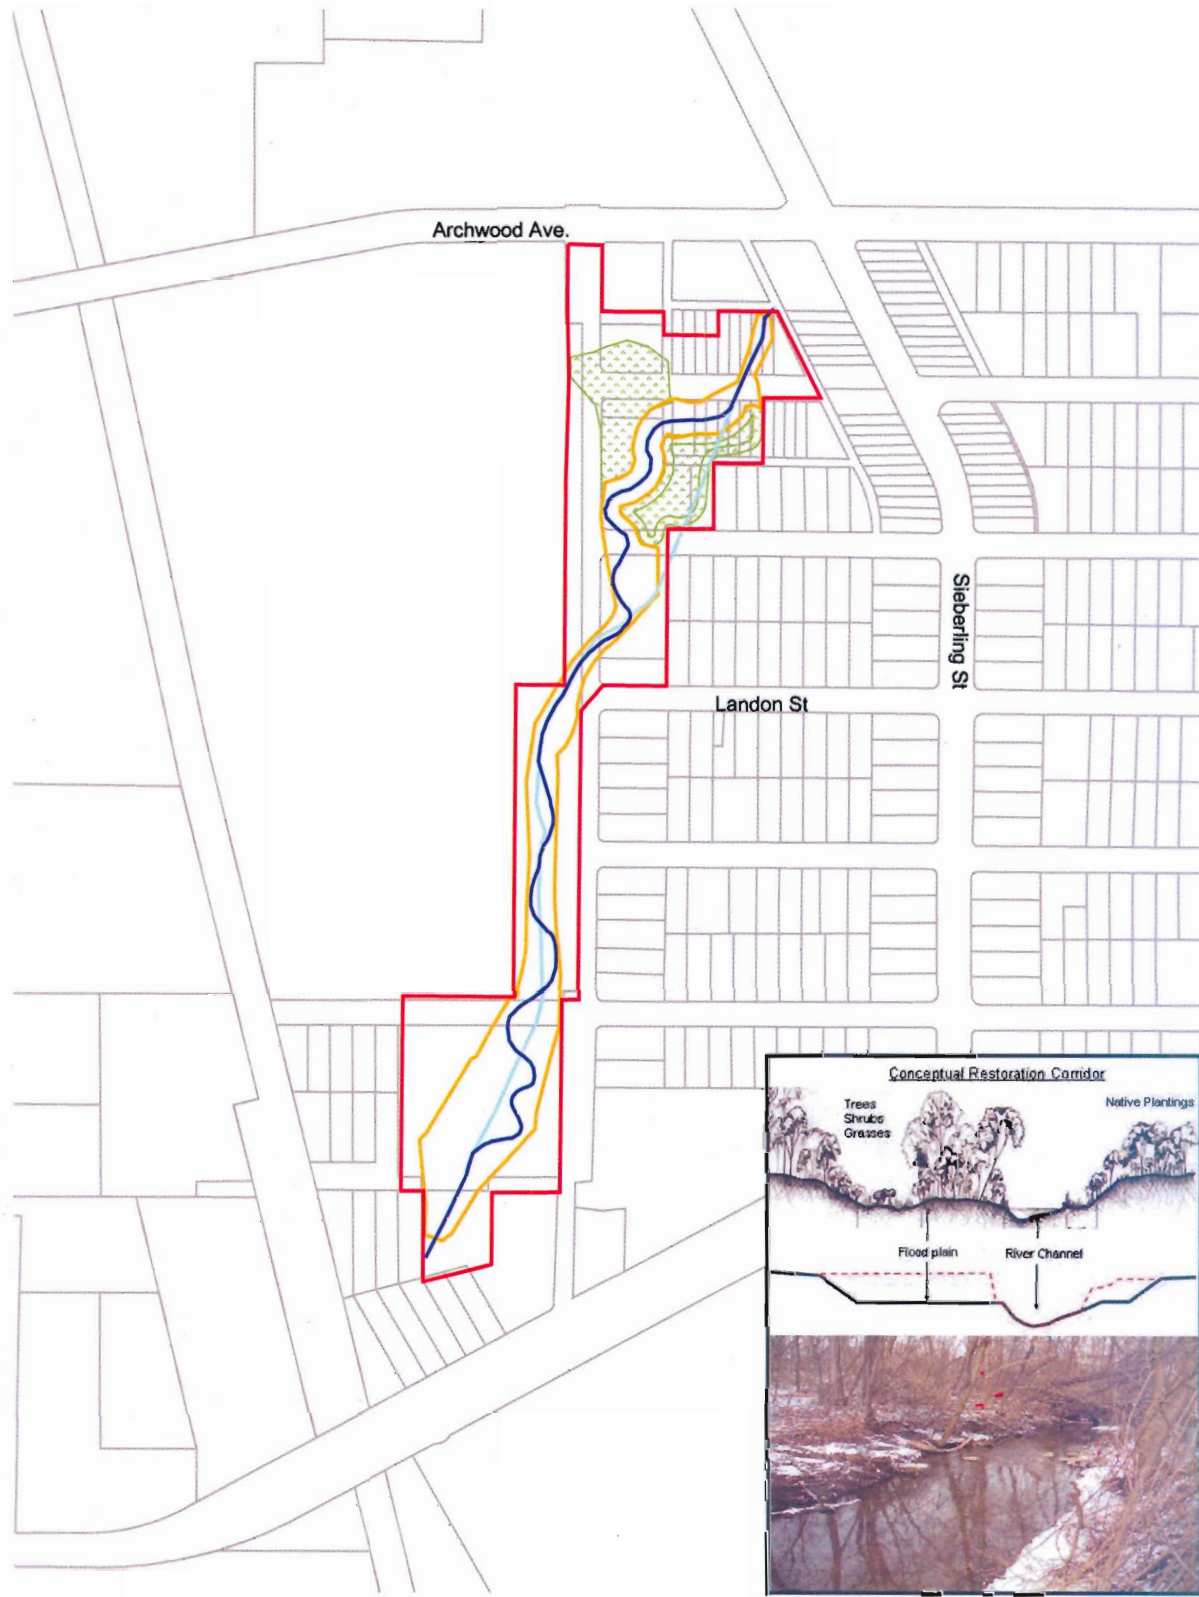 Archwood Ave.
Sieberling St
Landon St
Conceptual Restoration Corridor
Trees
Shrubs
Grasses
Native Plantings
Flood plain
River Channel